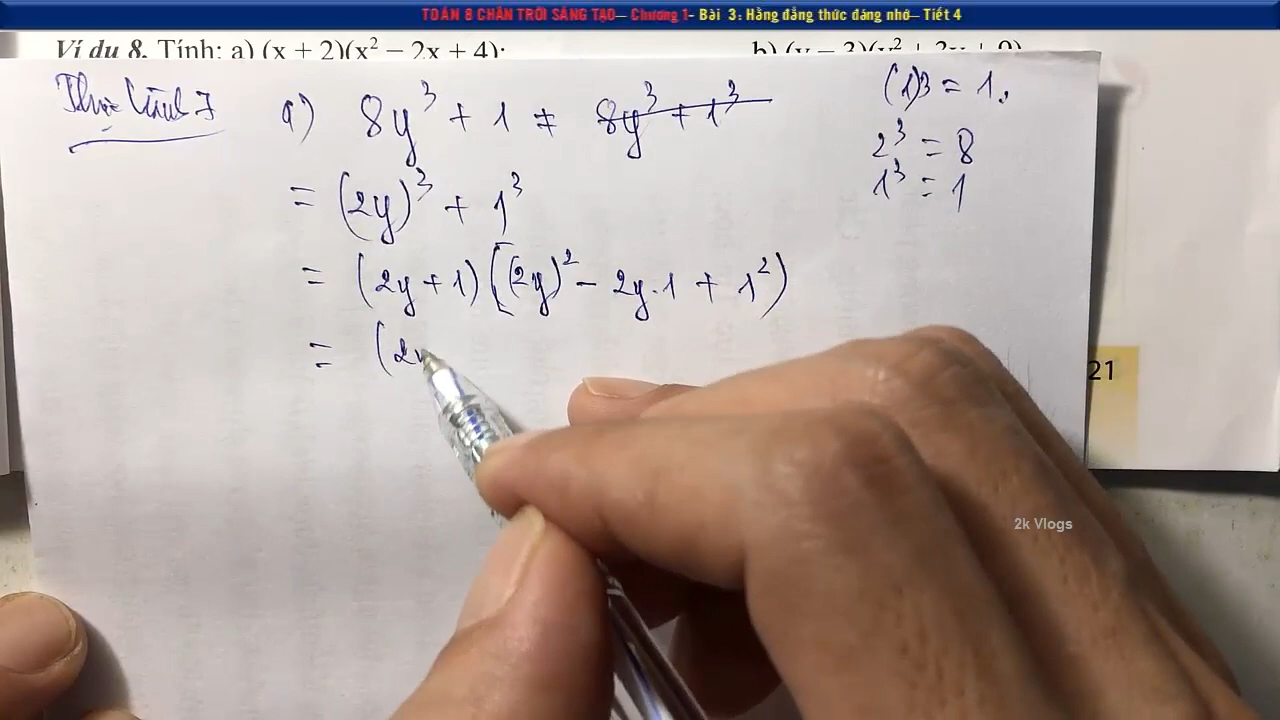 TOÁN 8 CHÂN TRỜI SÁNG TẠO– Chương 1- Bài 3: Hằng đẳng thức đáng nhớ– Tiết 4
Ví dụ 8. Tính: a) (x + 2)(x² − 2x + 4);
Thực hành 7
a) 8y³ + 1 ≠ 8y³ + 1³
= (2y)³ + 1³
= (2y + 1)((2y)² − 2y.1 + 1²)
= (2y
(1)3 = 1,
2³ = 8
1³ = 1
21
2k Vlogs